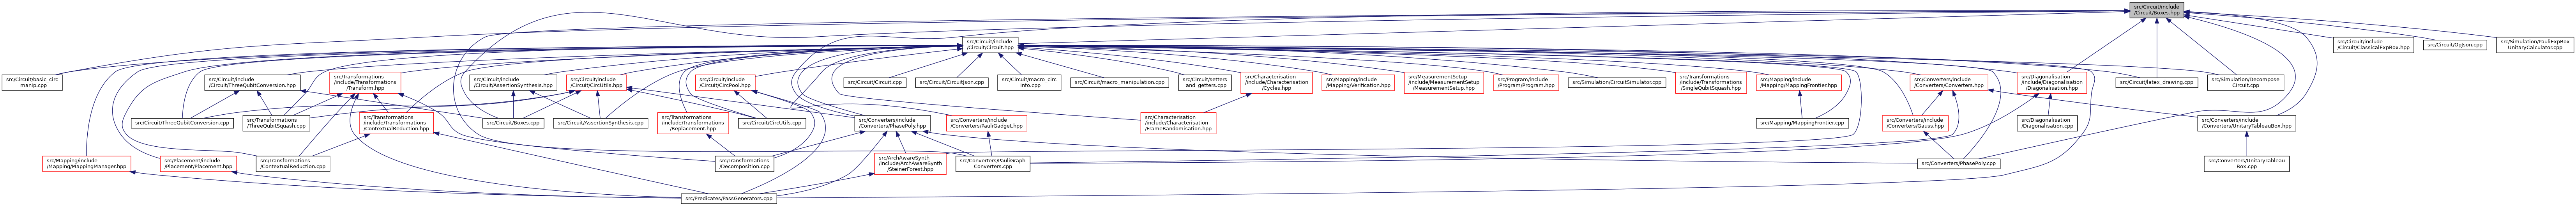 src/Circuit/include
/Circuit/Boxes.hpp
src/Circuit/include
/Circuit/Circuit.hpp
src/Circuit/include
/Circuit/ClassicalExpBox.hpp
src/Circuit/OpJson.cpp
src/Simulation/PauliExpBox
UnitaryCalculator.cpp
src/Circuit/basic_circ
_manip.cpp
src/Circuit/include
/Circuit/ThreeQubitConversion.hpp
src/Transformations
/include/Transformations
/Transform.hpp
src/Circuit/include
/Circuit/AssertionSynthesis.hpp
src/Circuit/include
/Circuit/CircUtils.hpp
src/Circuit/include
/Circuit/CircPool.hpp
src/Circuit/Circuit.cpp
src/Circuit/CircuitJson.cpp
src/Circuit/macro_circ
_info.cpp
src/Circuit/macro_manipulation.cpp
src/Circuit/setters
_and_getters.cpp
src/Characterisation
/include/Characterisation
/Cycles.hpp
src/Mapping/include
/Mapping/Verification.hpp
src/MeasurementSetup
/include/MeasurementSetup
/MeasurementSetup.hpp
src/Program/include
/Program/Program.hpp
src/Simulation/CircuitSimulator.cpp
src/Transformations
/include/Transformations
/SingleQubitSquash.hpp
src/Mapping/include
/Mapping/MappingFrontier.hpp
src/Converters/include
/Converters/Converters.hpp
src/Diagonalisation
/include/Diagonalisation
/Diagonalisation.hpp
src/Circuit/latex_drawing.cpp
src/Simulation/Decompose
Circuit.cpp
src/Circuit/ThreeQubitConversion.cpp
src/Transformations
/ThreeQubitSquash.cpp
src/Transformations
/include/Transformations
/ContextualReduction.hpp
src/Circuit/Boxes.cpp
src/Circuit/AssertionSynthesis.cpp
src/Transformations
/include/Transformations
/Replacement.hpp
src/Circuit/CircUtils.cpp
src/Converters/include
/Converters/PhasePoly.hpp
src/Converters/include
/Converters/PauliGadget.hpp
src/Characterisation
/include/Characterisation
/FrameRandomisation.hpp
src/Mapping/MappingFrontier.cpp
src/Converters/include
/Converters/Gauss.hpp
src/Diagonalisation
/Diagonalisation.cpp
src/Converters/include
/Converters/UnitaryTableauBox.hpp
src/Mapping/include
/Mapping/MappingManager.hpp
src/Placement/include
/Placement/Placement.hpp
src/Transformations
/ContextualReduction.cpp
src/Transformations
/Decomposition.cpp
src/ArchAwareSynth
/include/ArchAwareSynth
/SteinerForest.hpp
src/Converters/PauliGraph
Converters.cpp
src/Converters/PhasePoly.cpp
src/Converters/UnitaryTableau
Box.cpp
src/Predicates/PassGenerators.cpp